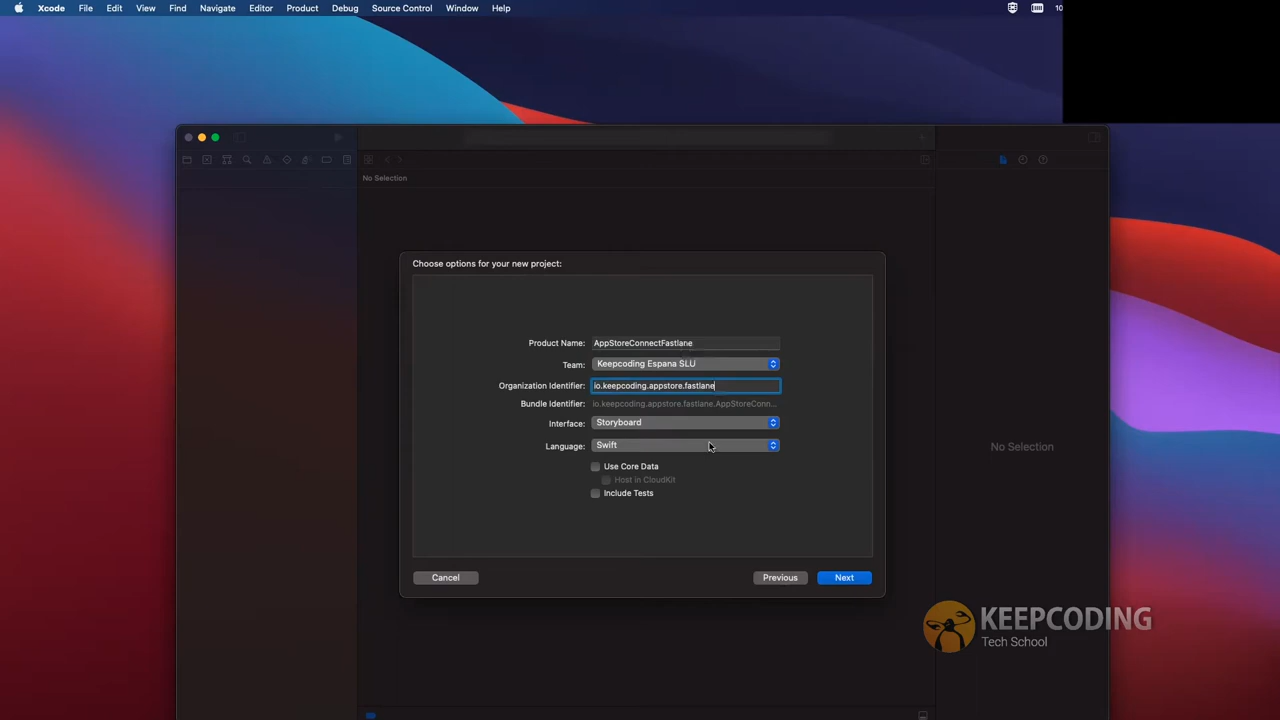 Xcode File Edit View Find Navigate Editor Product Debug Source Control Window Help 10
No Selection
Choose options for your new project:
Product Name: AppStoreConnectFastlane
Team: Keepcoding Espana SLU
Organization Identifier: io.keepcoding.appstore.fastlane
Bundle Identifier: io.keepcoding.appstore.fastlane.AppStoreConn...
Interface: Storyboard
Language: Swift
Use Core Data
Host in CloudKit
Include Tests
No Selection
Cancel Previous Next
KEEPCODING
Tech School